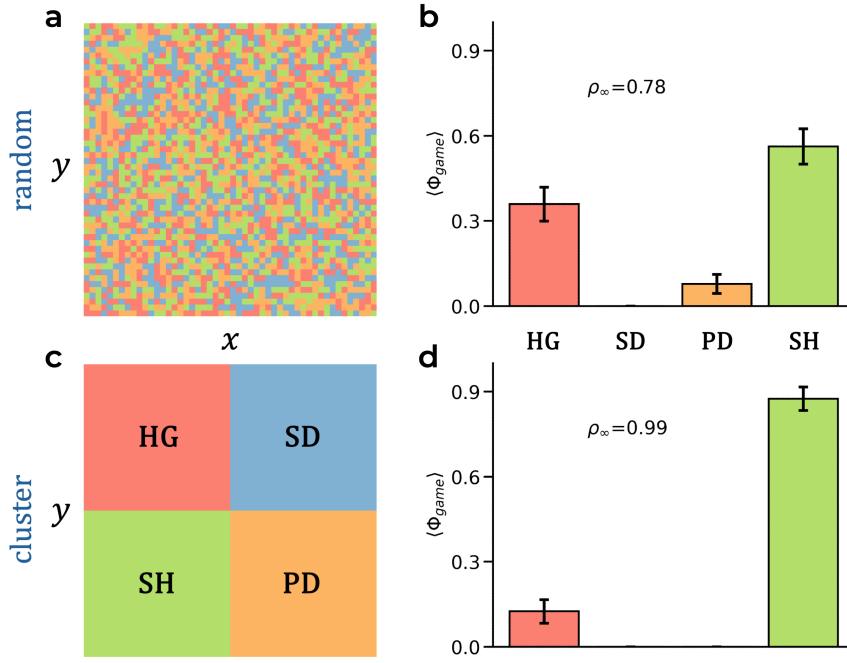 a
random
y
x
b
0.9
0.6
0.3
0.0
⟨Φgame⟩
ρ∞=0.78
HG SD PD SH
c
cluster
y
HG SD
SH PD
d
0.9
0.6
0.3
0.0
⟨Φgame⟩
ρ∞=0.99